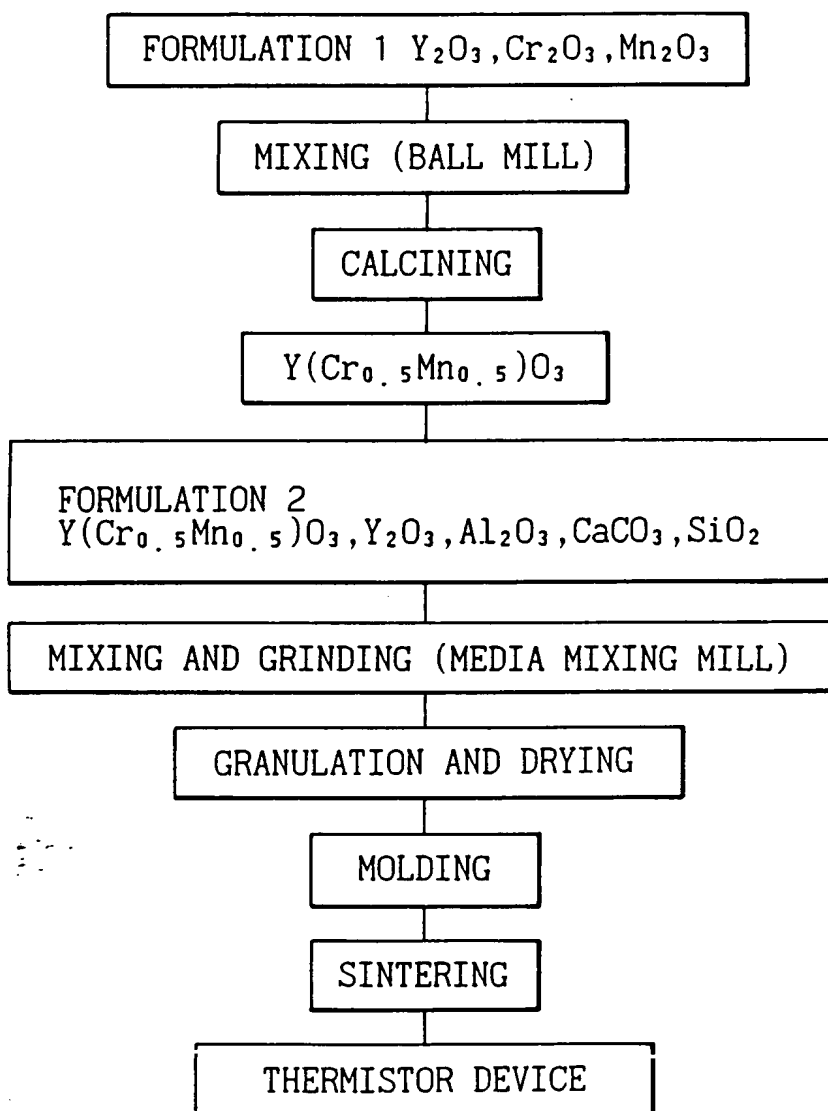 FORMULATION 1 Y₂O₃,Cr₂O₃,Mn₂O₃
MIXING (BALL MILL)
CALCINING
Y(Cr₀.₅Mn₀.₅)O₃
FORMULATION 2
Y(Cr₀.₅Mn₀.₅)O₃,Y₂O₃,Al₂O₃,CaCO₃,SiO₂
MIXING AND GRINDING (MEDIA MIXING MILL)
GRANULATION AND DRYING
MOLDING
SINTERING
THERMISTOR DEVICE